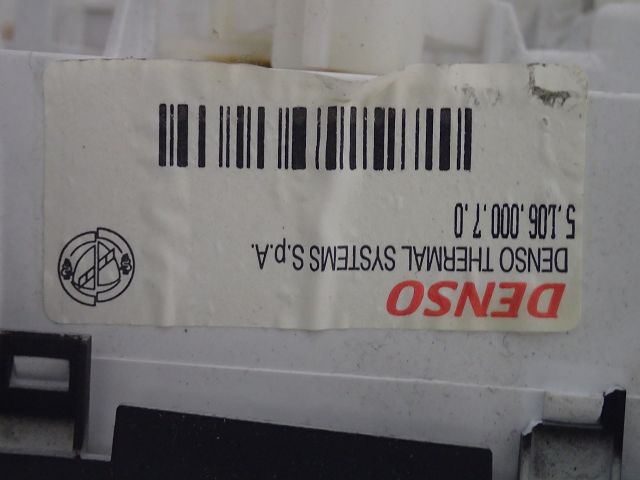 DENSO
DENSO THERMAL SYSTEMS S.p.A.
5.106.000.7.0